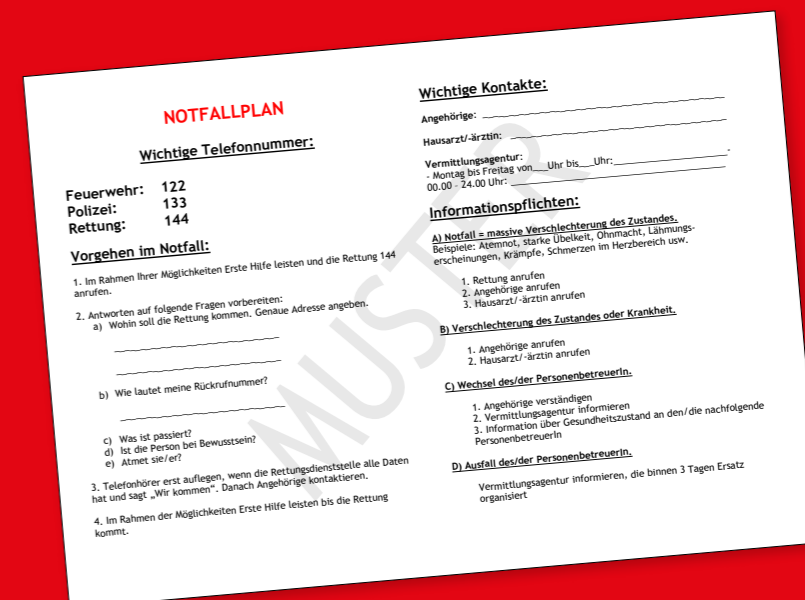 NOTFALLPLAN
Wichtige Telefonnummer:
Feuerwehr: 122
Polizei: 133
Rettung: 144
Vorgehen im Notfall:
1. Im Rahmen Ihrer Möglichkeiten Erste Hilfe leisten und die Rettung 144
anrufen.
2. Antworten auf folgende Fragen vorbereiten:
a) Wohin soll die Rettung kommen. Genaue Adresse angeben.
b) Wie lautet meine Rückrufnummer?
c) Was ist passiert?
d) Ist die Person bei Bewusstsein?
e) Atmet sie/er?
3. Telefonhörer erst auflegen, wenn die Rettungsdienststelle alle Daten
hat und sagt „Wir kommen“. Danach Angehörige kontaktieren.
4. Im Rahmen der Möglichkeiten Erste Hilfe leisten bis die Rettung
kommt.
Wichtige Kontakte:
Angehörige:
Hausarzt/-ärztin:
Vermittlungsagentur:
- Montag bis Freitag von___Uhr bis___Uhr:
00.00 - 24.00 Uhr:
Informationspflichten:
A) Notfall = massive Verschlechterung des Zustandes.
Beispiele: Atemnot, starke Übelkeit, Ohnmacht, Lähmungs-
erscheinungen, Krämpfe, Schmerzen im Herzbereich usw.
1. Rettung anrufen
2. Angehörige anrufen
3. Hausarzt/-ärztin anrufen
B) Verschlechterung des Zustandes oder Krankheit.
1. Angehörige anrufen
2. Hausarzt/-ärztin anrufen
C) Wechsel des/der PersonenbetreuerIn.
1. Angehörige verständigen
2. Vermittlungsagentur informieren
3. Information über Gesundheitszustand an den/die nachfolgende
PersonenbetreuerIn
D) Ausfall des/der PersonenbetreuerIn.
Vermittlungsagentur informieren, die binnen 3 Tagen Ersatz
organisiert
MUSTER